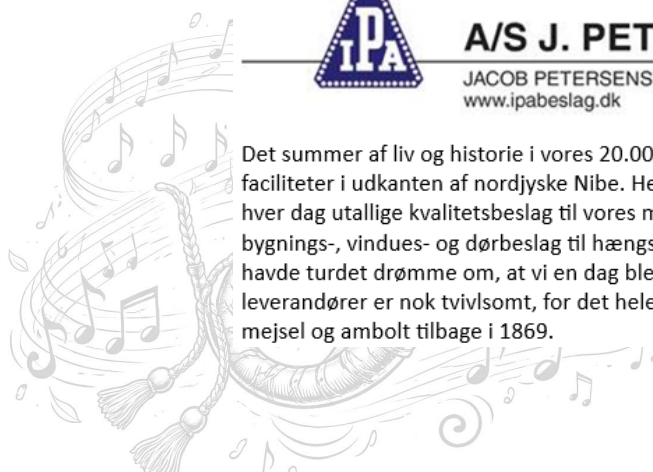 IPA
A/S J. PET
JACOB PETERSENS
www.ipabeslag.dk
Det summer af liv og historie i vores 20.00
faciliteter i udkanten af nordjyske Nibe. He
hver dag utallige kvalitetsbeslag til vores m
bygnings-, vindues- og dørbeslag til hængs
havde turdet drømme om, at vi en dag ble
leverandører er nok tvivlsomt, for det hele
mejsel og ambolt tilbage i 1869.